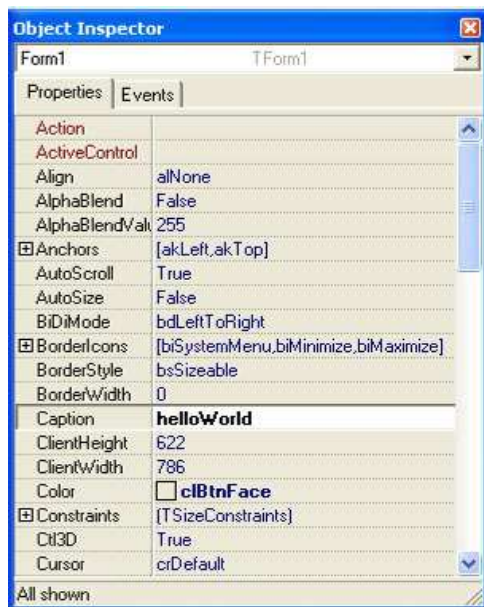 Object Inspector
Form1 TForm1
Properties Events
Action
ActiveControl
Align alNone
AlphaBlend False
AlphaBlendValu 255
Anchors [akLeft,akTop]
AutoScroll True
AutoSize False
BiDiMode bdLeftToRight
BorderIcons [biSystemMenu,biMinimize,biMaximize]
BorderStyle bsSizeable
BorderWidth 0
Caption helloWorld
ClientHeight 622
ClientWidth 786
Color clBtnFace
Constraints (TSizeConstraints)
Ctl3D True
Cursor crDefault
All shown